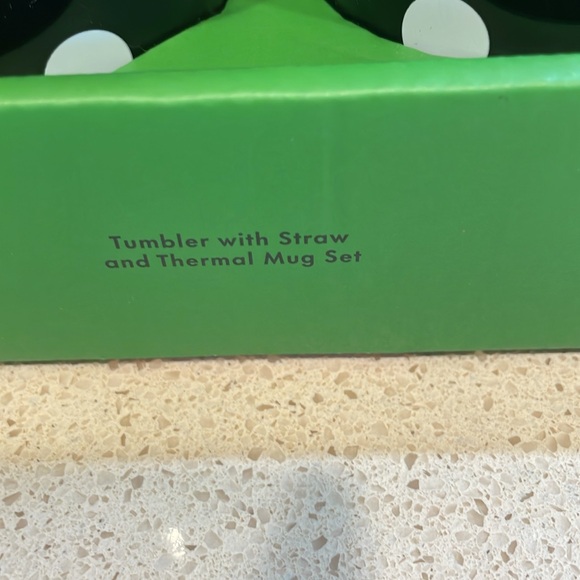 Tumbler with Straw
and Thermal Mug Set